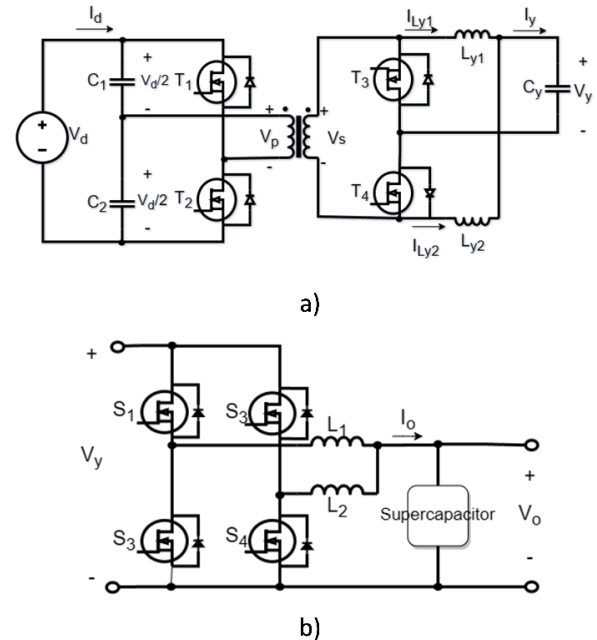 I_d
I_Ly1
L_y1
I_y
+
C_1
V_d/2
T_1
-
+
V_d
-
+
V_p
-
+
V_s
-
T_3
C_y
+
V_y
-
+
C_2
V_d/2
T_2
-
T_4
I_Ly2
L_y2
a)
+
S_1
S_3
L_1
I_o
V_y
L_2
+
Supercapacitor
V_o
S_3
S_4
-
-
b)